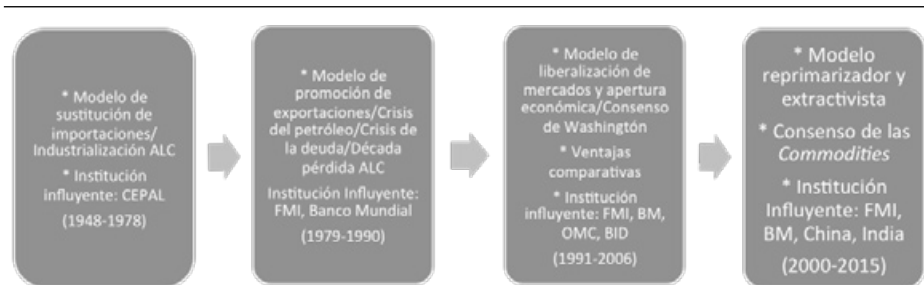 * Modelo de
sustitución de
importaciones/
Industrialización ALC
* Institución
influyente: CEPAL
(1948-1978)
* Modelo de
promoción de
exportaciones/Crisis
del petróleo/Crisis de
la deuda/Década
pérdida ALC
Institución Influyente:
FMI, Banco Mundial
(1979-1990)
* Modelo de
liberalización de
mercados y apertura
económica/Consenso
de Washingtón
* Ventajas
comparativas
* Institución
influyente: FMI, BM,
OMC, BID
(1991-2006)
* Modelo
reprimarizador y
extractivista
* Consenso de las
Commodities
* Institución
Influyente: FMI,
BM, China, India
(2000-2015)